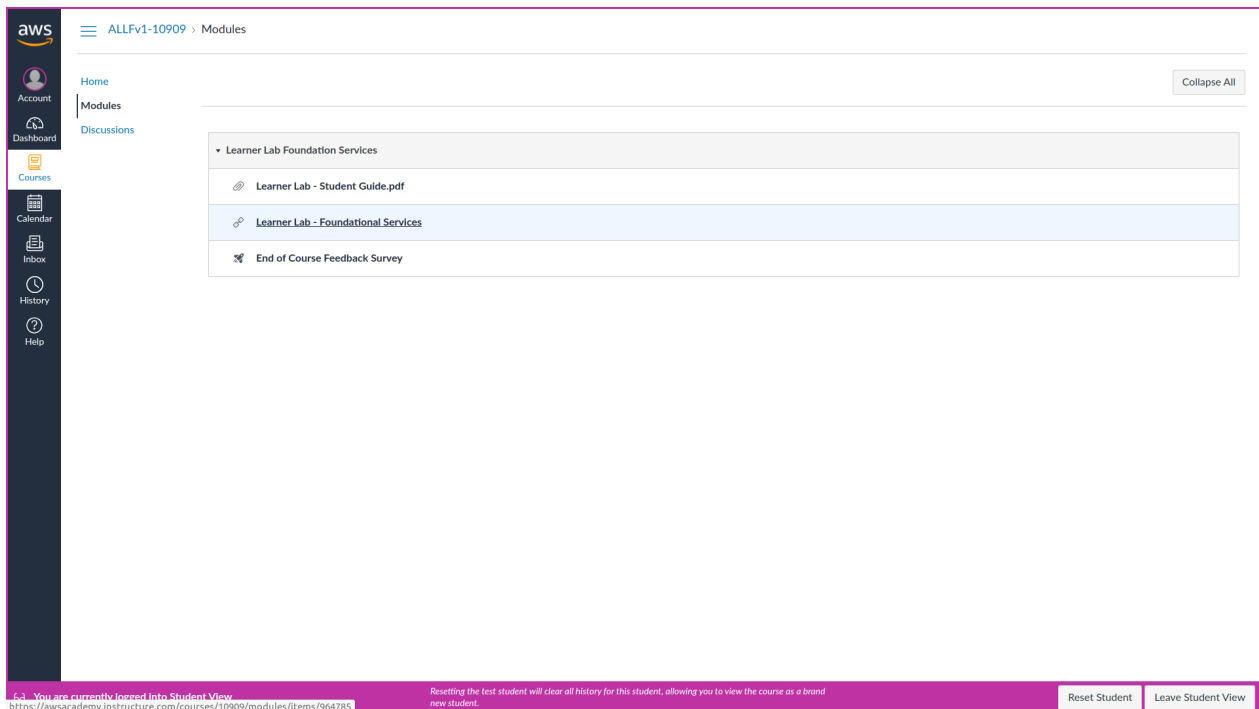 aws
ALLFv1-10909 › Modules
Account
Dashboard
Courses
Calendar
Inbox
History
Help
Home
Modules
Discussions
Collapse All
Learner Lab Foundation Services
Learner Lab - Student Guide.pdf
Learner Lab - Foundational Services
End of Course Feedback Survey
You are currently logged into Student View
https://awsacademy.instructure.com/courses/10909/modules/items/964785
Resetting the test student will clear all history for this student, allowing you to view the course as a brand
new student.
Reset Student
Leave Student View